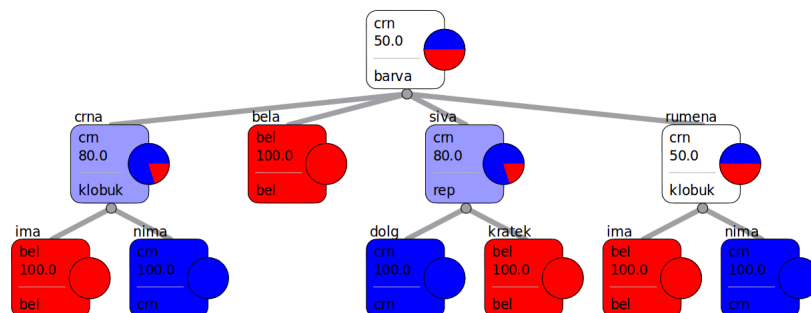 crn
50.0
barva
crna
bela
siva
rumena
crn
80.0
klobuk
bel
100.0
bel
crn
80.0
rep
crn
50.0
klobuk
ima
nima
dolg
kratek
ima
nima
bel
100.0
bel
crn
100.0
crn
crn
100.0
crn
bel
100.0
bel
bel
100.0
bel
crn
100.0
crn